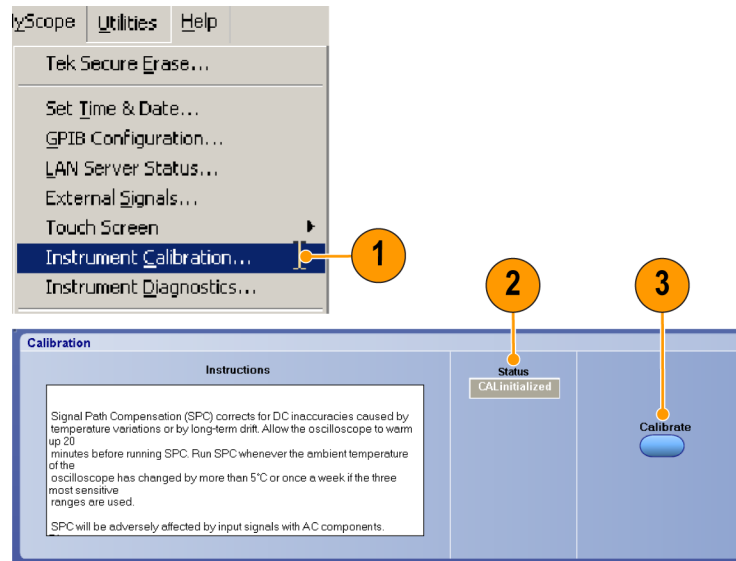 yScope Utilities Help
Tek Secure Erase...
Set Time & Date...
GPIB Configuration...
LAN Server Status...
External Signals...
Touch Screen
Instrument Calibration...
1
Instrument Diagnostics...
2
3
Calibration
Instructions
Status
CALinitialized
Calibrate
Signal Path Compensation (SPC) corrects for DC inaccuracies caused by
temperature variations or by long-term drift. Allow the oscilloscope to warm
up 20
minutes before running SPC. Run SPC whenever the ambient temperature
of the
oscilloscope has changed by more than 5°C or once a week if the three
most sensitive
ranges are used.
SPC will be adversely affected by input signals with AC components.